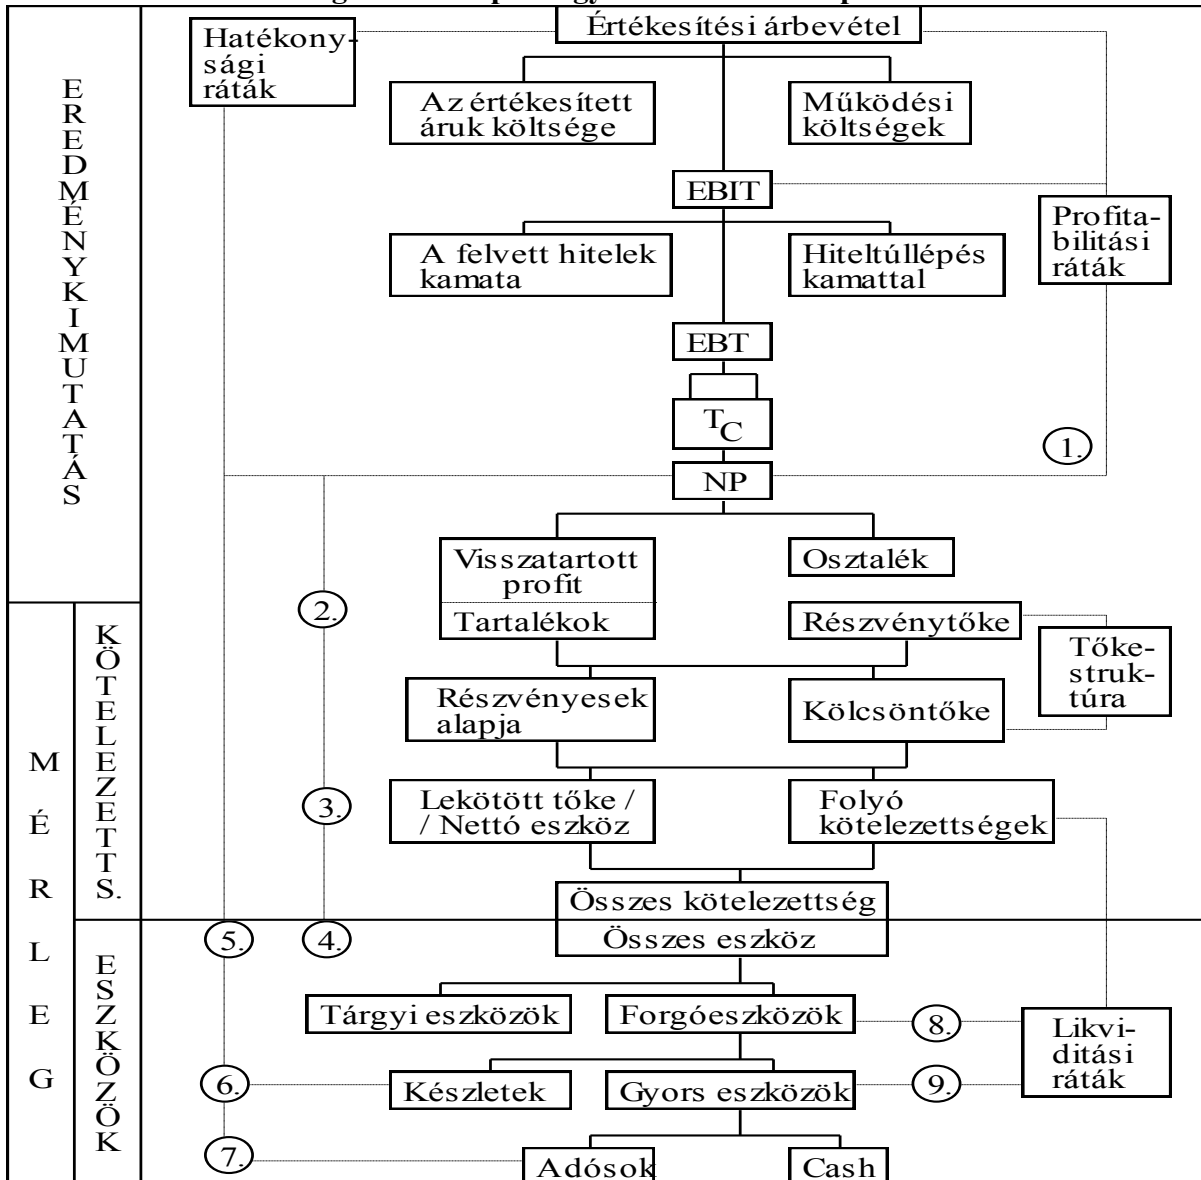 Értékesítési árbevétel
Hatékony-
sági
ráták
Az értékesített
áruk költsége
Működési
költségek
EBIT
Profita-
bilitási
ráták
A felvett hitelek
kamata
Hiteltúllépés
kamattal
EBT
TC
1.
NP
EREDMÉNYKIMUTATÁS
Visszatartott
profit
Osztalék
2.
Tartalékok
Részvénytőke
Tőke-
struk-
túra
Részvényesek
alapja
Kölcsöntőke
KÖTELEZETTS.
MÉRLEG
3.
Lekötött tőke /
/ Nettó eszköz
Folyó
kötelezettségek
Összes kötelezettség
5.
4.
Összes eszköz
ESZKÖZÖK
Tárgyi eszközök
Forgóeszközök
8.
Likvi-
ditási
ráták
6.
Készletek
Gyors eszközök
9.
7.
Adósok
Cash